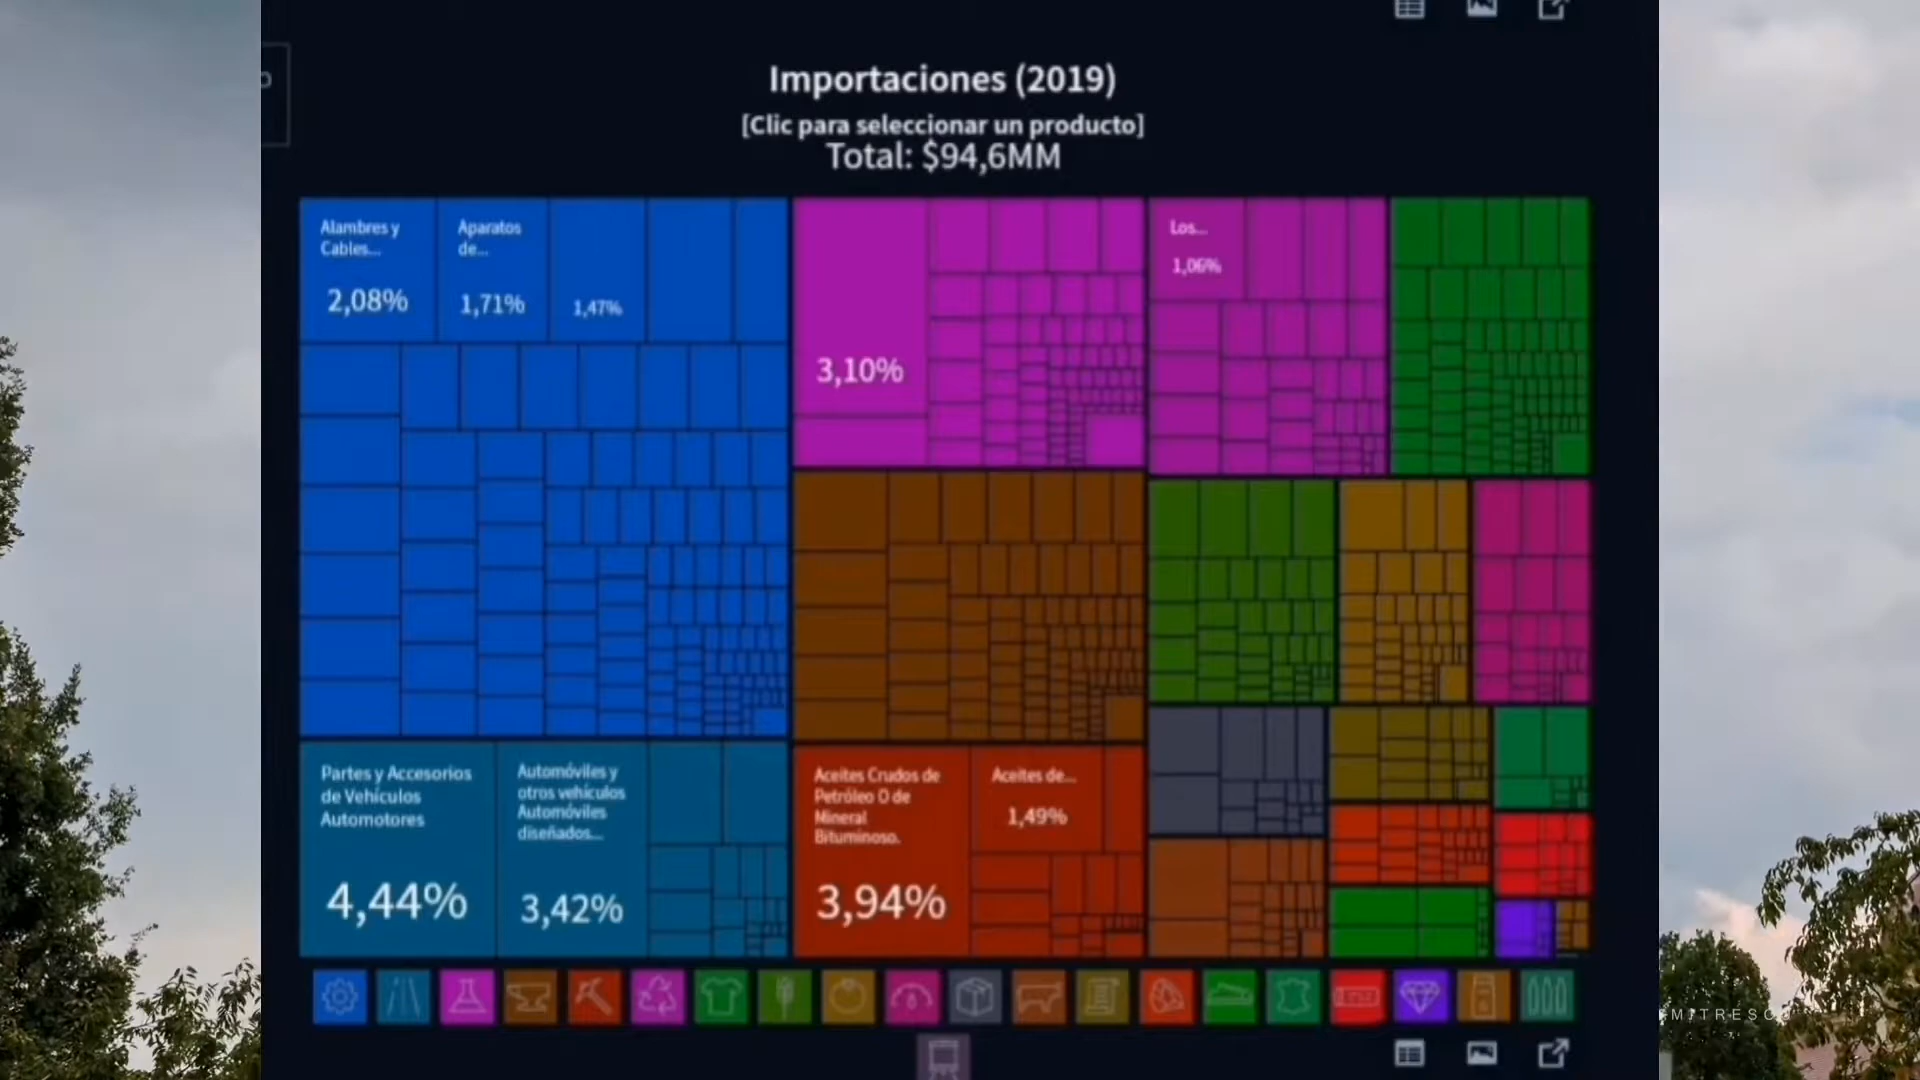 Importaciones (2019)
[Clic para seleccionar un producto]
Total: $94,6MM
Alambres y
Cables...
2,08%
Aparatos
de...
1,71%
1,47%
3,10%
Los...
1,06%
Partes y Accesorios
de Vehículos
Automotores
4,44%
Automóviles y
otros vehículos
Automóviles
diseñados...
3,42%
Aceites Crudos de
Petróleo O de
Mineral
Bituminoso.
3,94%
Aceites de...
1,49%